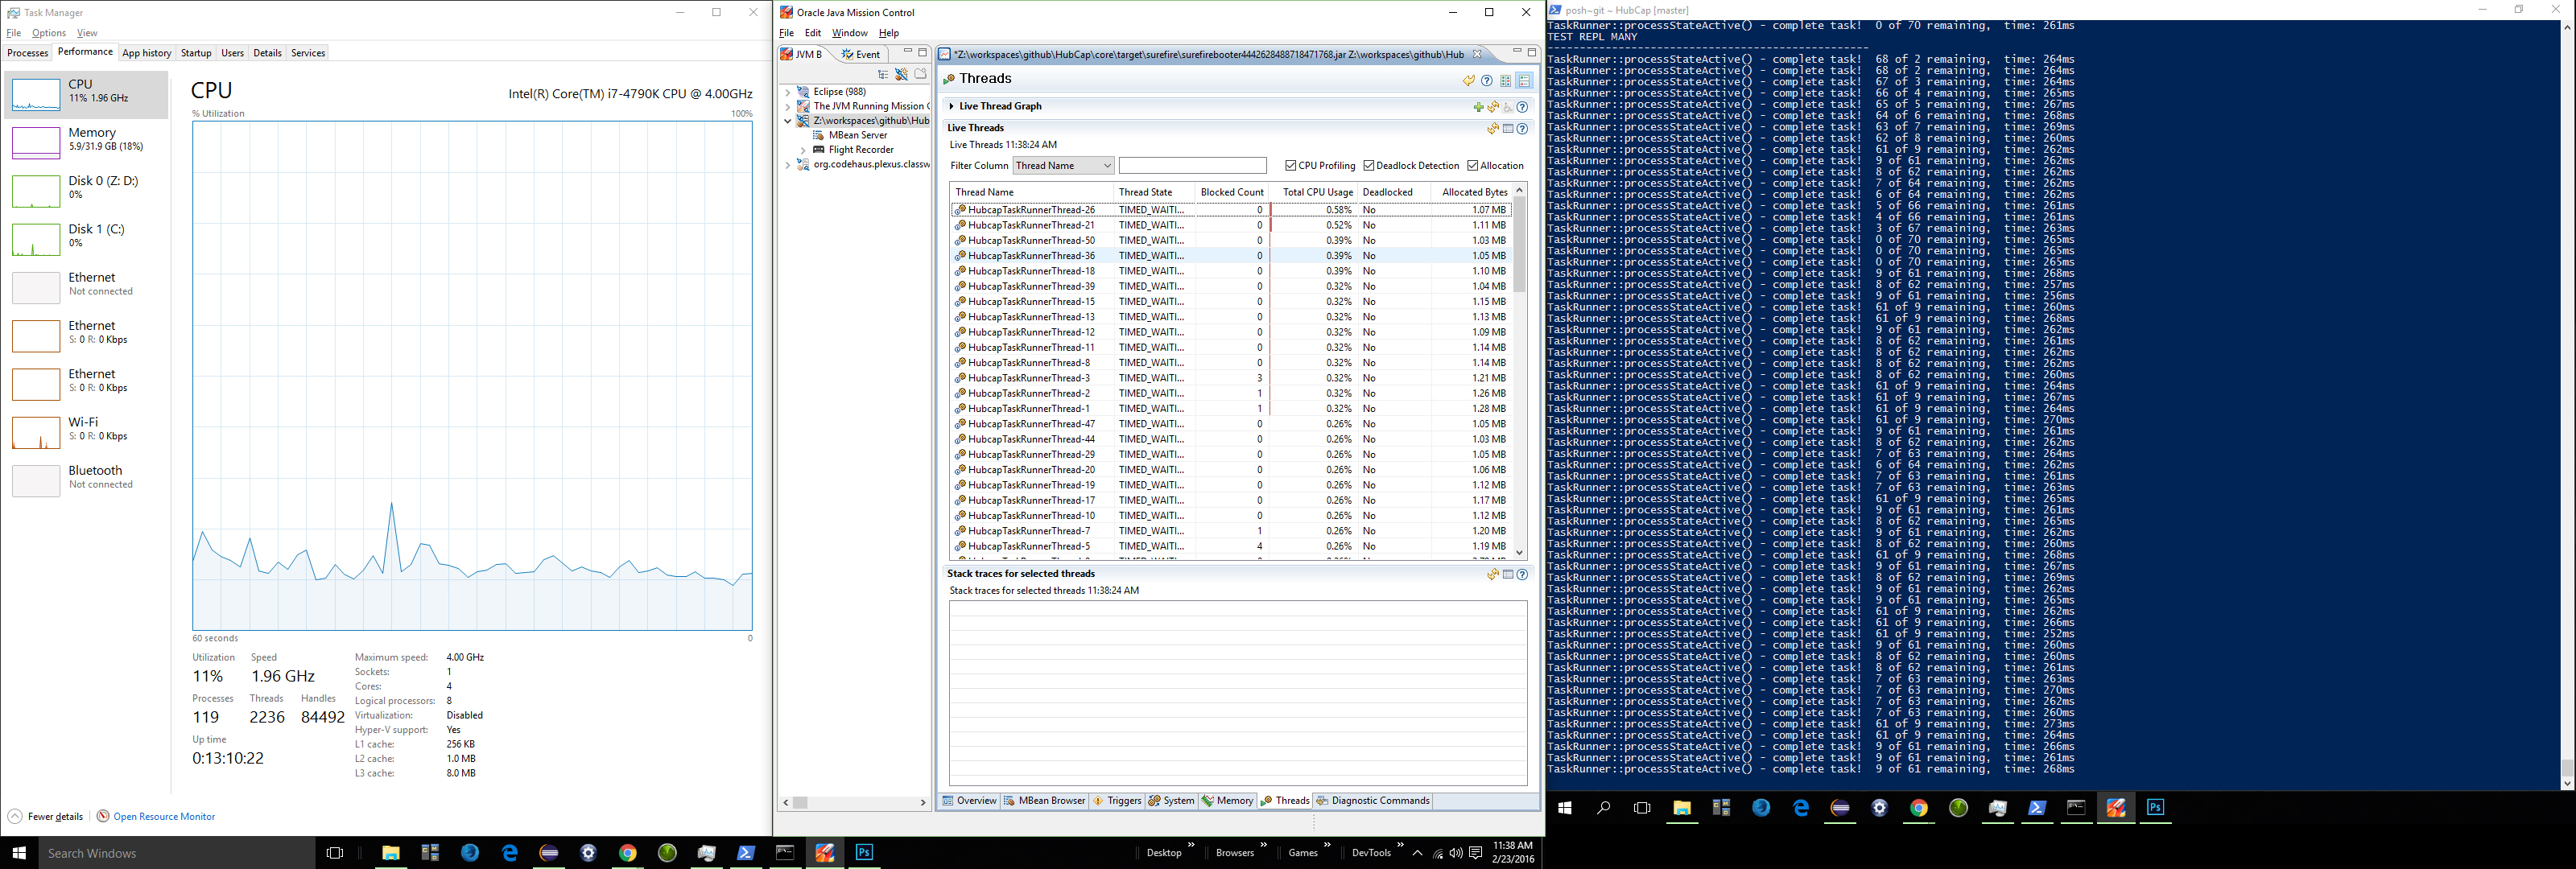 Task Manager
File Options View
Processes Performance App history Startup Users Details Services
CPU
11% 1.96 GHz
Memory
5.9/31.9 GB (18%)
Disk 0 (Z: D:)
0%
Disk 1 (C:)
0%
Ethernet
Not connected
Ethernet
S: 0 R: 0 Kbps
Ethernet
S: 0 R: 0 Kbps
Wi-Fi
S: 0 R: 0 Kbps
Bluetooth
Not connected
CPU
Intel(R) Core(TM) i7-4790K CPU @ 4.00GHz
% Utilization 100%
60 seconds 0
Utilization Speed
11% 1.96 GHz
Processes Threads Handles
119 2236 84492
Up time
0:13:10:22
Maximum speed: 4.00 GHz
Sockets: 1
Cores: 4
Logical processors: 8
Virtualization: Disabled
Hyper-V support: Yes
L1 cache: 256 KB
L2 cache: 1.0 MB
L3 cache: 8.0 MB
Fewer details Open Resource Monitor
Oracle Java Mission Control
File Edit Window Help
JVM B Event
Eclipse (988)
The JVM Running Mission C
Z:\workspaces\github\Hub
MBean Server
Flight Recorder
org.codehaus.plexus.classw
*Z:\workspaces\github\HubCap\core\target\surefire\surefirebooter4442628488718471768.jar Z:\workspaces\github\Hub
Threads
Live Thread Graph
Live Threads
Live Threads 11:38:24 AM
Filter Column Thread Name CPU Profiling Deadlock Detection Allocation
Thread Name Thread State Blocked Count Total CPU Usage Deadlocked Allocated Bytes
HubcapTaskRunnerThread-26 TIMED_WAITI... 0 0.58% No 1.07 MB
HubcapTaskRunnerThread-21 TIMED_WAITI... 0 0.52% No 1.11 MB
HubcapTaskRunnerThread-50 TIMED_WAITI... 0 0.39% No 1.03 MB
HubcapTaskRunnerThread-36 TIMED_WAITI... 0 0.39% No 1.05 MB
HubcapTaskRunnerThread-18 TIMED_WAITI... 0 0.39% No 1.10 MB
HubcapTaskRunnerThread-39 TIMED_WAITI... 0 0.32% No 1.04 MB
HubcapTaskRunnerThread-15 TIMED_WAITI... 0 0.32% No 1.15 MB
HubcapTaskRunnerThread-13 TIMED_WAITI... 0 0.32% No 1.13 MB
HubcapTaskRunnerThread-12 TIMED_WAITI... 0 0.32% No 1.09 MB
HubcapTaskRunnerThread-11 TIMED_WAITI... 0 0.32% No 1.14 MB
HubcapTaskRunnerThread-8 TIMED_WAITI... 0 0.32% No 1.14 MB
HubcapTaskRunnerThread-3 TIMED_WAITI... 3 0.32% No 1.21 MB
HubcapTaskRunnerThread-2 TIMED_WAITI... 1 0.32% No 1.26 MB
HubcapTaskRunnerThread-1 TIMED_WAITI... 1 0.32% No 1.28 MB
HubcapTaskRunnerThread-47 TIMED_WAITI... 0 0.26% No 1.05 MB
HubcapTaskRunnerThread-44 TIMED_WAITI... 0 0.26% No 1.03 MB
HubcapTaskRunnerThread-29 TIMED_WAITI... 0 0.26% No 1.05 MB
HubcapTaskRunnerThread-20 TIMED_WAITI... 0 0.26% No 1.06 MB
HubcapTaskRunnerThread-19 TIMED_WAITI... 0 0.26% No 1.12 MB
HubcapTaskRunnerThread-17 TIMED_WAITI... 0 0.26% No 1.17 MB
HubcapTaskRunnerThread-10 TIMED_WAITI... 0 0.26% No 1.12 MB
HubcapTaskRunnerThread-7 TIMED_WAITI... 1 0.26% No 1.20 MB
HubcapTaskRunnerThread-5 TIMED_WAITI... 4 0.26% No 1.19 MB
Stack traces for selected threads
Stack traces for selected threads 11:38:24 AM
Overview MBean Browser Triggers System Memory Threads Diagnostic Commands
posh~git ~ HubCap [master]
TaskRunner::processStateActive() - complete task! 0 of 70 remaining, time: 261ms
TEST REPL MANY
--------------------------------------------------
TaskRunner::processStateActive() - complete task! 68 of 2 remaining, time: 264ms
TaskRunner::processStateActive() - complete task! 68 of 2 remaining, time: 264ms
TaskRunner::processStateActive() - complete task! 67 of 3 remaining, time: 264ms
TaskRunner::processStateActive() - complete task! 66 of 4 remaining, time: 265ms
TaskRunner::processStateActive() - complete task! 65 of 5 remaining, time: 267ms
TaskRunner::processStateActive() - complete task! 64 of 6 remaining, time: 268ms
TaskRunner::processStateActive() - complete task! 63 of 7 remaining, time: 269ms
TaskRunner::processStateActive() - complete task! 62 of 8 remaining, time: 260ms
TaskRunner::processStateActive() - complete task! 61 of 9 remaining, time: 262ms
TaskRunner::processStateActive() - complete task! 9 of 61 remaining, time: 262ms
TaskRunner::processStateActive() - complete task! 8 of 62 remaining, time: 262ms
TaskRunner::processStateActive() - complete task! 7 of 64 remaining, time: 262ms
TaskRunner::processStateActive() - complete task! 6 of 64 remaining, time: 262ms
TaskRunner::processStateActive() - complete task! 5 of 66 remaining, time: 261ms
TaskRunner::processStateActive() - complete task! 4 of 66 remaining, time: 261ms
TaskRunner::processStateActive() - complete task! 3 of 67 remaining, time: 263ms
TaskRunner::processStateActive() - complete task! 0 of 70 remaining, time: 265ms
TaskRunner::processStateActive() - complete task! 0 of 70 remaining, time: 265ms
TaskRunner::processStateActive() - complete task! 0 of 70 remaining, time: 265ms
TaskRunner::processStateActive() - complete task! 9 of 61 remaining, time: 268ms
TaskRunner::processStateActive() - complete task! 8 of 62 remaining, time: 257ms
TaskRunner::processStateActive() - complete task! 9 of 61 remaining, time: 256ms
TaskRunner::processStateActive() - complete task! 61 of 9 remaining, time: 260ms
TaskRunner::processStateActive() - complete task! 61 of 9 remaining, time: 268ms
TaskRunner::processStateActive() - complete task! 9 of 61 remaining, time: 262ms
TaskRunner::processStateActive() - complete task! 8 of 62 remaining, time: 262ms
TaskRunner::processStateActive() - complete task! 8 of 62 remaining, time: 262ms
TaskRunner::processStateActive() - complete task! 8 of 62 remaining, time: 262ms
TaskRunner::processStateActive() - complete task! 8 of 62 remaining, time: 260ms
TaskRunner::processStateActive() - complete task! 61 of 9 remaining, time: 264ms
TaskRunner::processStateActive() - complete task! 61 of 9 remaining, time: 267ms
TaskRunner::processStateActive() - complete task! 61 of 9 remaining, time: 264ms
TaskRunner::processStateActive() - complete task! 61 of 9 remaining, time: 270ms
TaskRunner::processStateActive() - complete task! 9 of 61 remaining, time: 261ms
TaskRunner::processStateActive() - complete task! 8 of 62 remaining, time: 262ms
TaskRunner::processStateActive() - complete task! 7 of 63 remaining, time: 264ms
TaskRunner::processStateActive() - complete task! 6 of 64 remaining, time: 262ms
TaskRunner::processStateActive() - complete task! 7 of 63 remaining, time: 261ms
TaskRunner::processStateActive() - complete task! 7 of 63 remaining, time: 263ms
TaskRunner::processStateActive() - complete task! 61 of 9 remaining, time: 265ms
TaskRunner::processStateActive() - complete task! 9 of 61 remaining, time: 261ms
TaskRunner::processStateActive() - complete task! 8 of 62 remaining, time: 265ms
TaskRunner::processStateActive() - complete task! 9 of 61 remaining, time: 262ms
TaskRunner::processStateActive() - complete task! 8 of 62 remaining, time: 260ms
TaskRunner::processStateActive() - complete task! 61 of 9 remaining, time: 268ms
TaskRunner::processStateActive() - complete task! 9 of 61 remaining, time: 267ms
TaskRunner::processStateActive() - complete task! 8 of 62 remaining, time: 269ms
TaskRunner::processStateActive() - complete task! 9 of 61 remaining, time: 262ms
TaskRunner::processStateActive() - complete task! 9 of 61 remaining, time: 265ms
TaskRunner::processStateActive() - complete task! 61 of 9 remaining, time: 262ms
TaskRunner::processStateActive() - complete task! 61 of 9 remaining, time: 266ms
TaskRunner::processStateActive() - complete task! 61 of 9 remaining, time: 252ms
TaskRunner::processStateActive() - complete task! 9 of 61 remaining, time: 260ms
TaskRunner::processStateActive() - complete task! 8 of 62 remaining, time: 260ms
TaskRunner::processStateActive() - complete task! 8 of 62 remaining, time: 261ms
TaskRunner::processStateActive() - complete task! 7 of 63 remaining, time: 263ms
TaskRunner::processStateActive() - complete task! 7 of 63 remaining, time: 270ms
TaskRunner::processStateActive() - complete task! 7 of 63 remaining, time: 262ms
TaskRunner::processStateActive() - complete task! 7 of 63 remaining, time: 260ms
TaskRunner::processStateActive() - complete task! 61 of 9 remaining, time: 273ms
TaskRunner::processStateActive() - complete task! 61 of 9 remaining, time: 264ms
TaskRunner::processStateActive() - complete task! 9 of 61 remaining, time: 266ms
TaskRunner::processStateActive() - complete task! 9 of 61 remaining, time: 261ms
TaskRunner::processStateActive() - complete task! 9 of 61 remaining, time: 268ms
Search Windows
Desktop Browsers Games DevTools
11:38 AM
2/23/2016